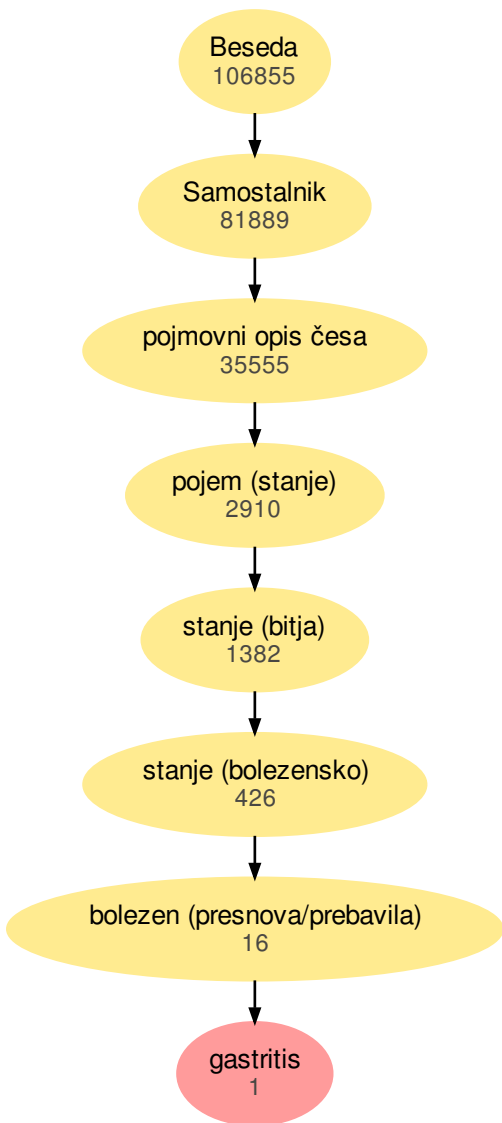 Beseda
106855
Samostalnik
81889
pojmovni opis česa
35555
pojem (stanje)
2910
stanje (bitja)
1382
stanje (bolezensko)
426
bolezen (presnova/prebavila)
16
gastritis
1